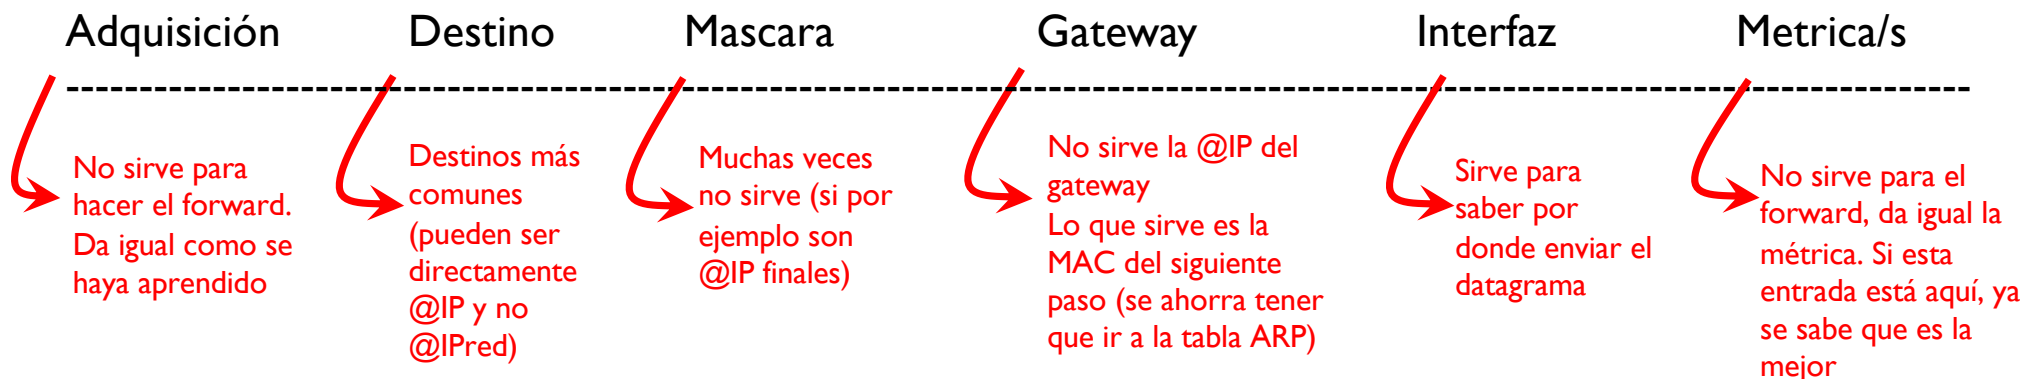 Adquisición Destino Mascara Gateway Interfaz Metrica/s
No sirve para
hacer el forward.
Da igual como se
haya aprendido
Destinos más
comunes
(pueden ser
directamente
@IP y no
@IPred)
Muchas veces
no sirve (si por
ejemplo son
@IP finales)
No sirve la @IP del
gateway
Lo que sirve es la
MAC del siguiente
paso (se ahorra tener
que ir a la tabla ARP)
Sirve para
saber por
donde enviar el
datagrama
No sirve para el
forward, da igual la
métrica. Si esta
entrada está aquí, ya
se sabe que es la
mejor